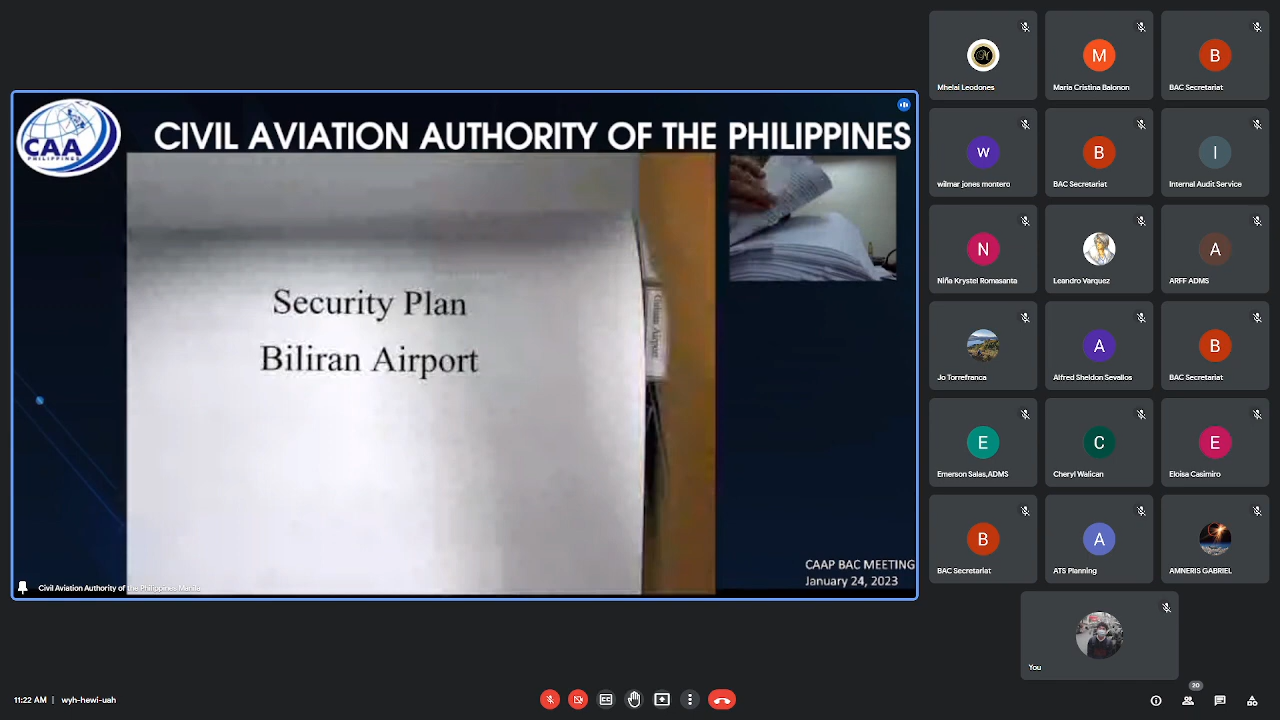 CAA
PHILIPPINES
CIVIL AVIATION AUTHORITY OF THE PHILIPPINES
Security Plan
Biliran Airport
CAAP BAC MEETING
January 24, 2023
Civil Aviation Authority of the Philippines Manila
Mhelai Leodones
M
Marie Cristina Balonon
B
BAC Secretariat
w
wilmar jones montero
B
BAC Secretariat
I
Internal Audit Service
N
Niña Krystel Romasanta
Leandro Varquez
A
ARFF ADMS
Jo Torrefranca
A
Alfred Sheldon Sevallos
B
BAC Secretariat
E
Emerson Salas,ADMS
C
Cheryl Walican
E
Eloisa Casimiro
B
BAC Secretariat
A
ATS Planning
AMNERIS GABRIEL
You
11:22 AM | wyh-hewi-uah
20